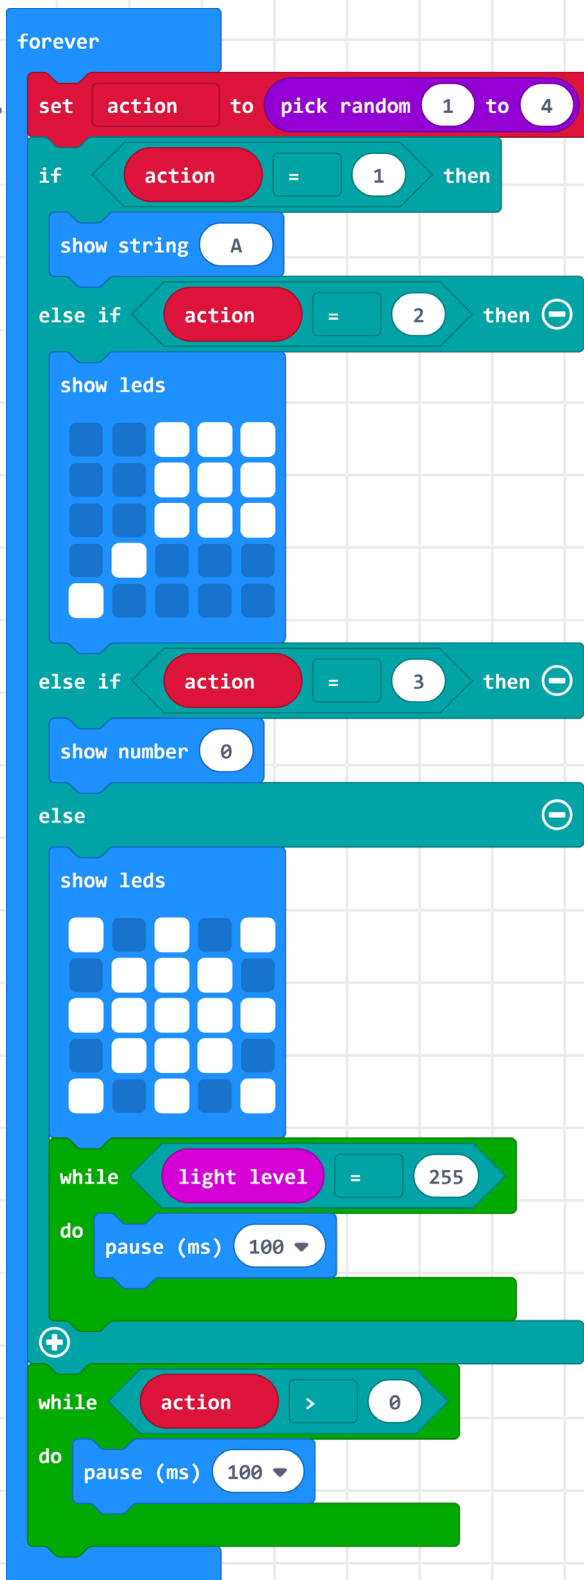 forever
set action to pick random 1 to 4
if action = 1 then
show string A
else if action = 2 then
show leds
else if action = 3 then
show number 0
else
show leds
while light level = 255
do
pause (ms) 100
while action > 0
do
pause (ms) 100